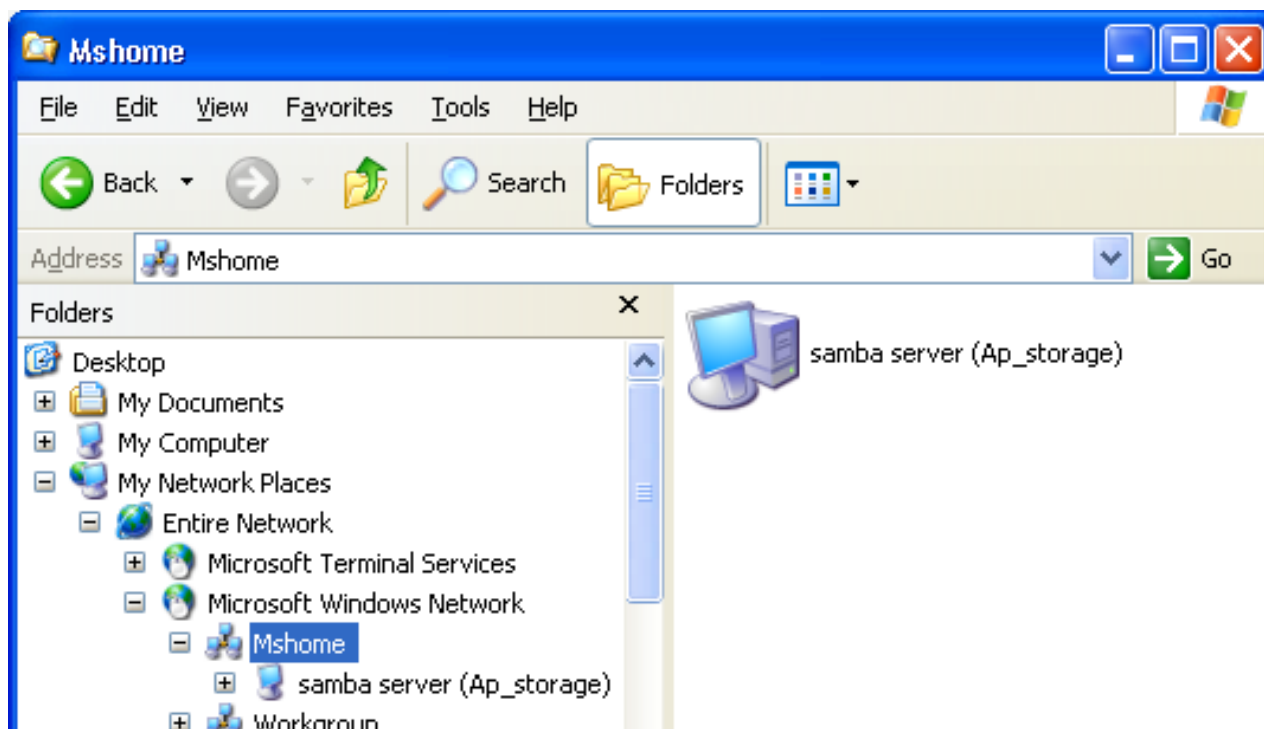 Mshome
File Edit View Favorites Tools Help
Back Search Folders
Address Mshome Go
Folders
samba server (Ap_storage)
Desktop
My Documents
My Computer
My Network Places
Entire Network
Microsoft Terminal Services
Microsoft Windows Network
Mshome
samba server (Ap_storage)
Workgroup